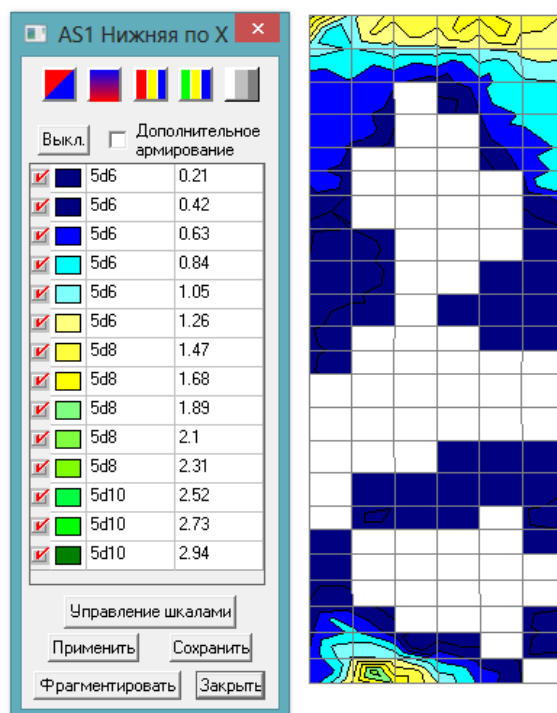 AS1 Нижняя по X
Выкл.
Дополнительное
армирование
5d6 0.21
5d6 0.42
5d6 0.63
5d6 0.84
5d6 1.05
5d6 1.26
5d8 1.47
5d8 1.68
5d8 1.89
5d8 2.1
5d8 2.31
5d10 2.52
5d10 2.73
5d10 2.94
Управление шкалами
Применить Сохранить
Фрагментировать Закрыть